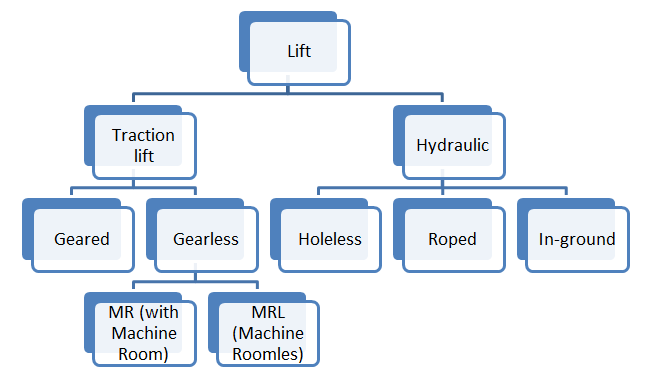 Lift
Traction
lift
Hydraulic
Geared
Gearless
Holeless
Roped
In-ground
MR (with
Machine
Room)
MRL
(Machine
Roomles)